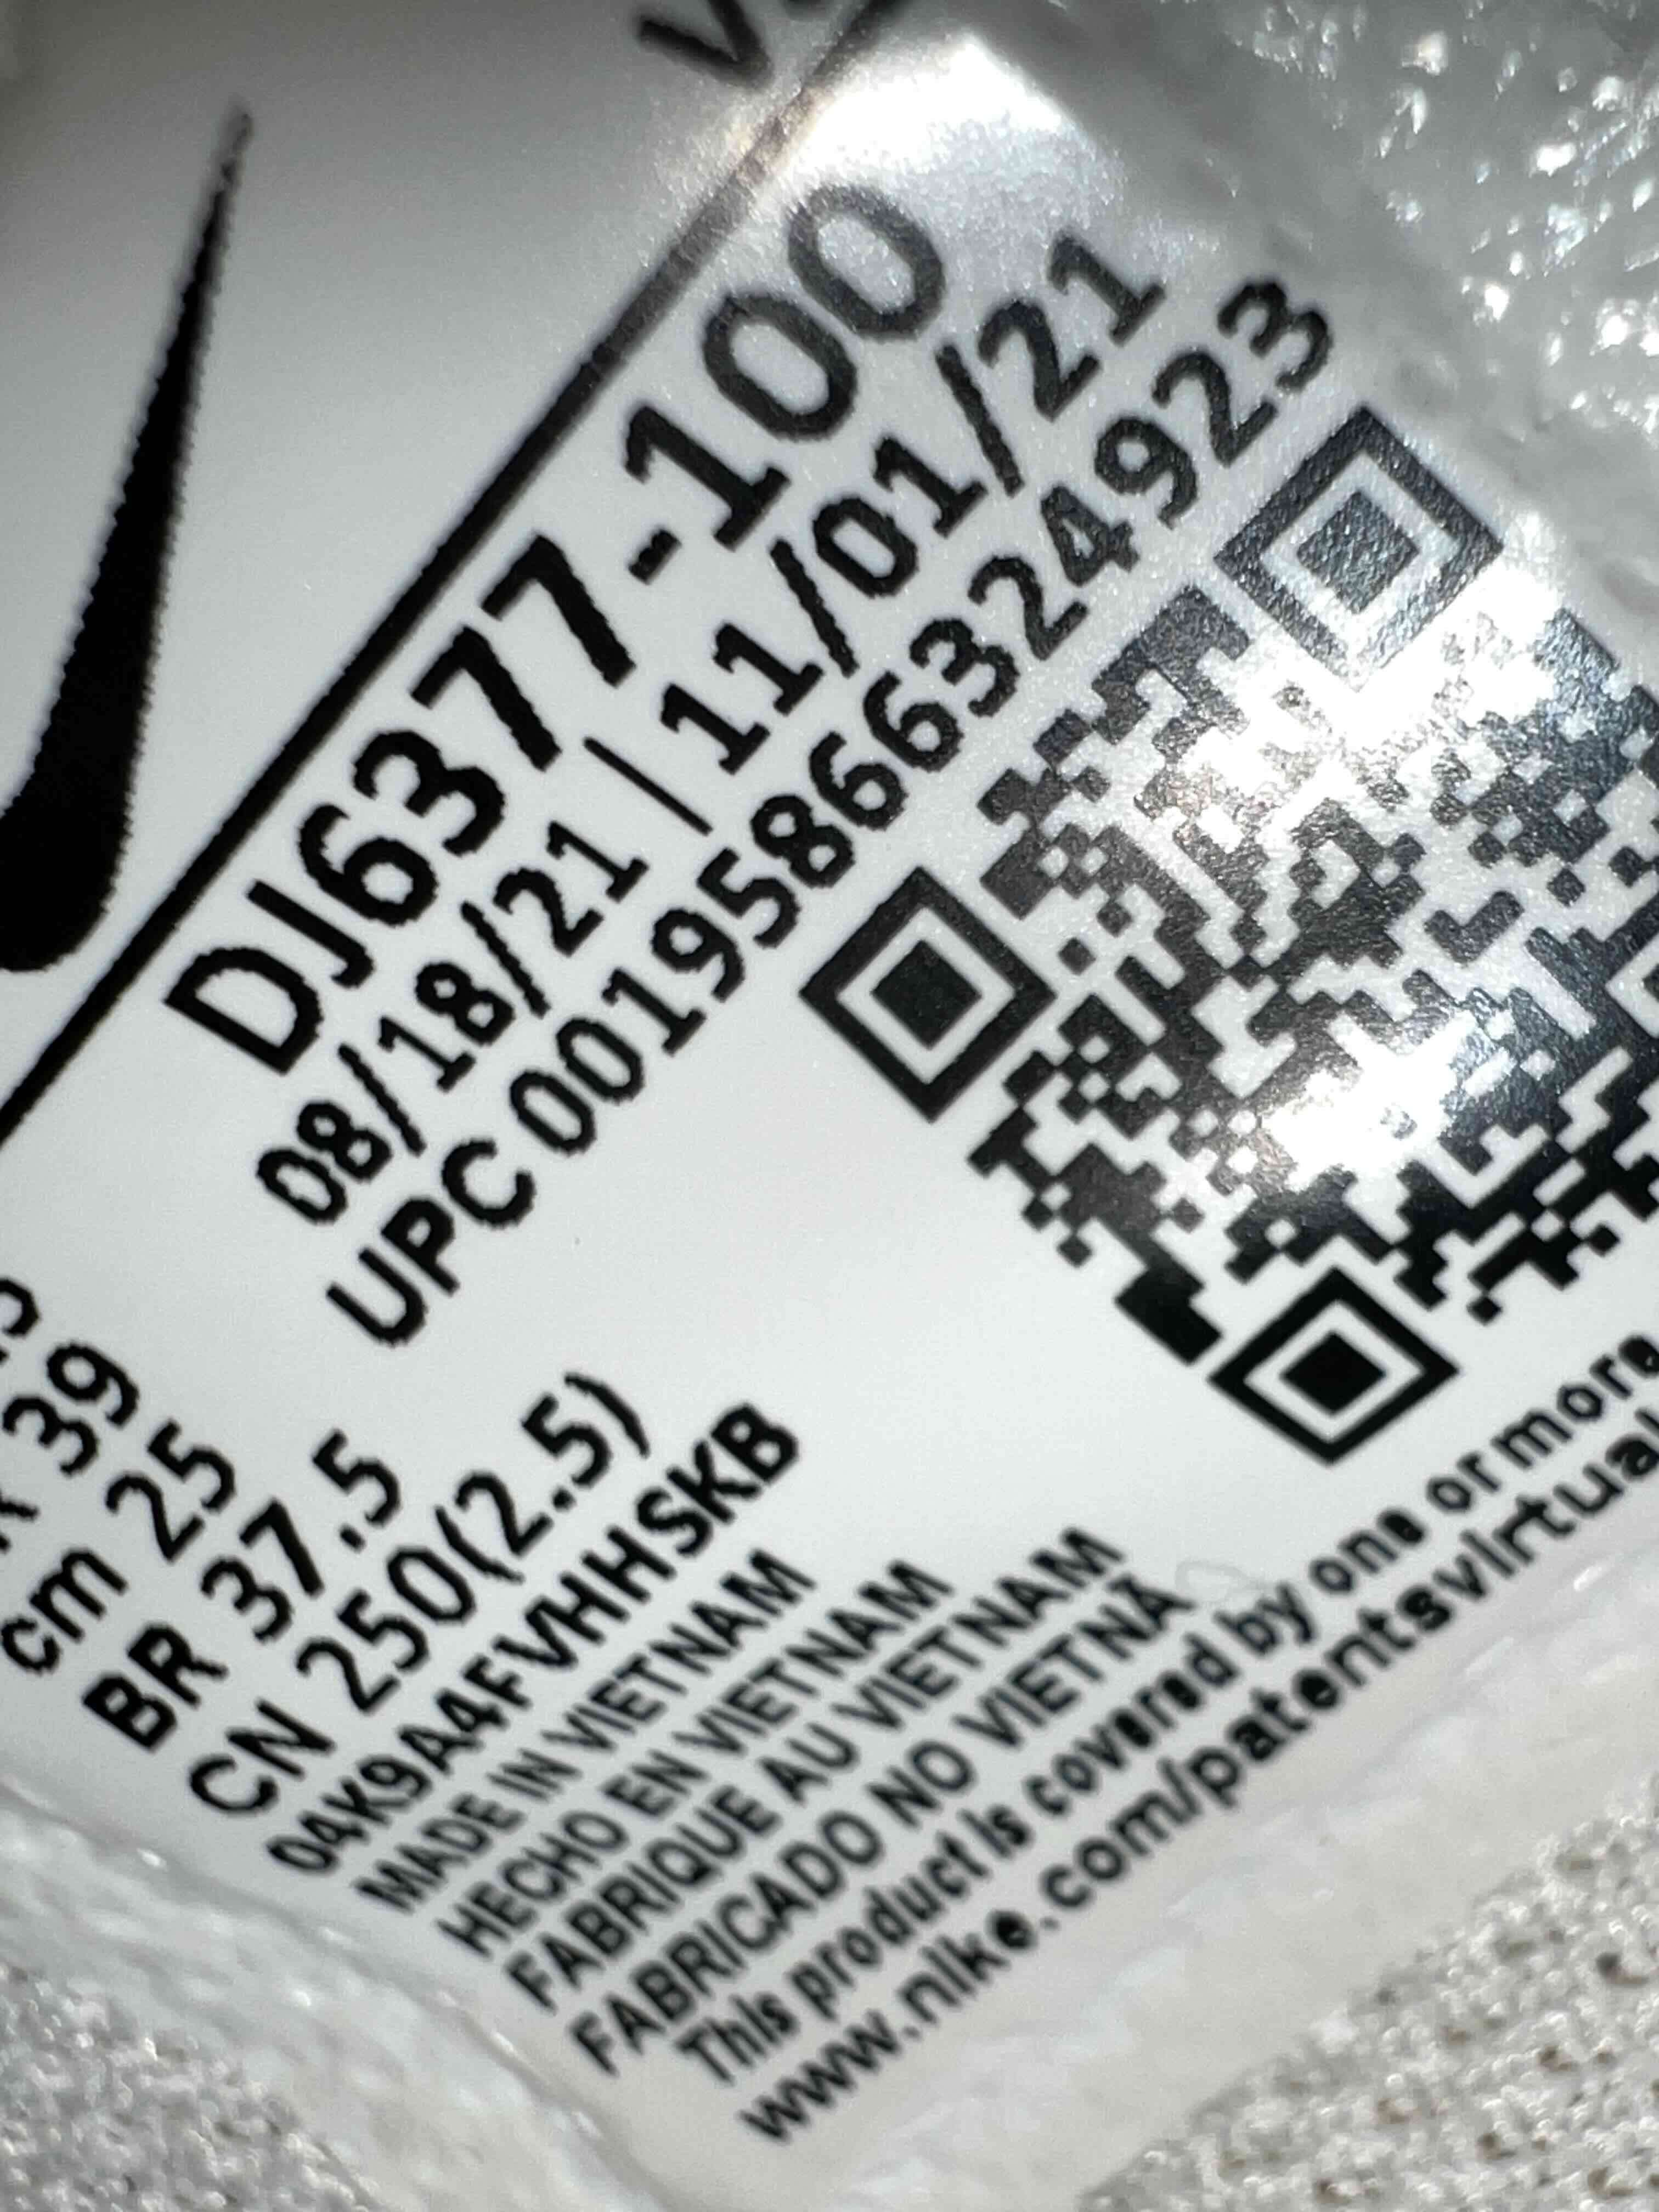 DJ6377-100
08/18/21 | 11/01/21
UPC 00195866324923
39
cm 25
BR 37.5
CN 250(2.5)
04K9A4FVHHSKB
MADE IN VIETNAM
HECHO EN VIETNAM
FABRIQUE AU VIETNAM
FABRICADO NO VIETNÃ
This product is covered by one or more
www.nike.com/patentsvirtual